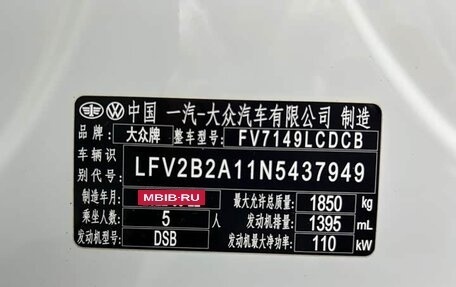 中国 一汽-大众汽车有限公司 制造
品牌: 大众牌 整车型号: FV7149LCDCB
车辆识别代号: LFV2B2A11N5437949
制造年月: MBIB-RU 最大允许总质量: 1850 kg
乘坐人数: 5 人 发动机排量: 1395 mL
发动机型号: DSB 发动机最大净功率: 110 kW